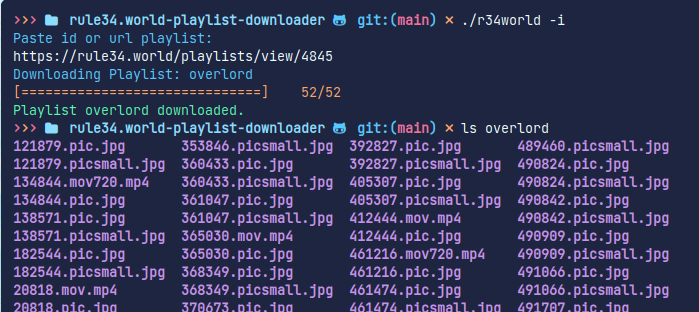 >>> rule34.world-playlist-downloader git:(main) × ./r34world -i
Paste id or url playlist:
https://rule34.world/playlists/view/4845
Downloading Playlist: overlord
[==============================] 52/52
Playlist overlord downloaded.
>>> rule34.world-playlist-downloader git:(main) × ls overlord
121879.pic.jpg 353846.picsmall.jpg 392827.pic.jpg 489460.picsmall.jpg
121879.picsmall.jpg 360433.pic.jpg 392827.picsmall.jpg 490824.pic.jpg
134844.mov720.mp4 360433.picsmall.jpg 405307.pic.jpg 490824.picsmall.jpg
134844.pic.jpg 361047.pic.jpg 405307.picsmall.jpg 490842.pic.jpg
138571.pic.jpg 361047.picsmall.jpg 412444.mov.mp4 490842.picsmall.jpg
138571.picsmall.jpg 365030.mov.mp4 412444.pic.jpg 490909.pic.jpg
182544.pic.jpg 365030.pic.jpg 461216.mov720.mp4 490909.picsmall.jpg
182544.picsmall.jpg 368349.pic.jpg 461216.pic.jpg 491066.pic.jpg
20818.mov.mp4 368349.picsmall.jpg 461474.pic.jpg 491066.picsmall.jpg
20818.pic.jpg 370673.pic.jpg 461474.picsmall.jpg 491707.pic.jpg